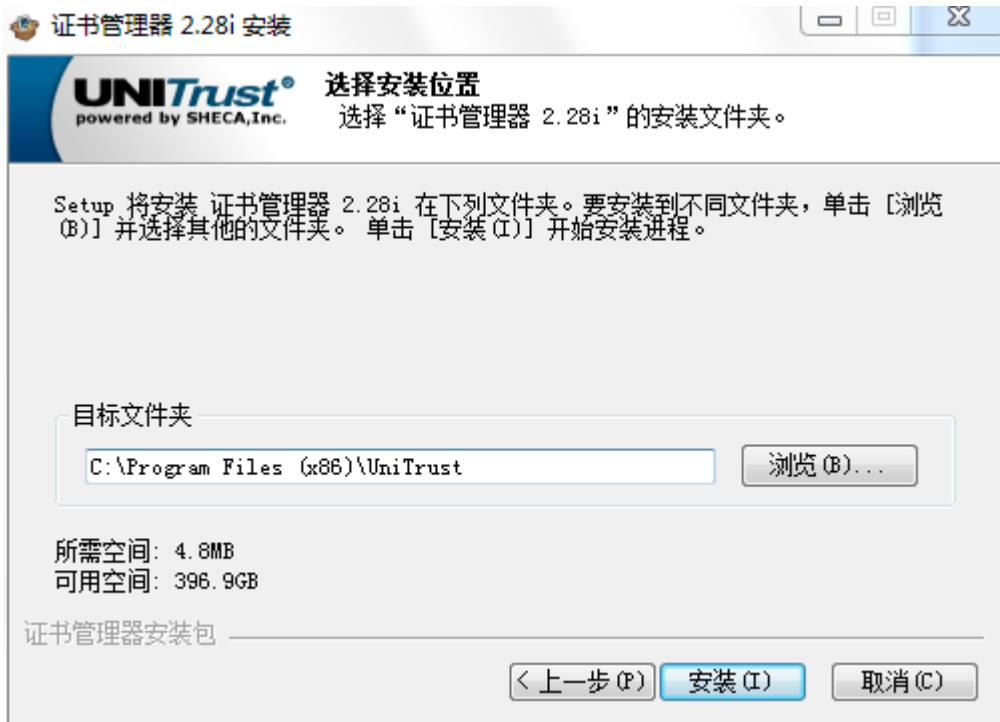 证书管理器 2.28i 安装
UNITrust®
powered by SHECA,Inc.
选择安装位置
选择“证书管理器 2.28i”的安装文件夹。
Setup 将安装 证书管理器 2.28i 在下列文件夹。要安装到不同文件夹，单击 [浏览
(B)] 并选择其他的文件夹。 单击 [安装(I)] 开始安装进程。
目标文件夹
C:\Program Files (x86)\UniTrust
浏览(B)...
所需空间: 4.8MB
可用空间: 396.9GB
证书管理器安装包
< 上一步(P)
安装(I)
取消(C)